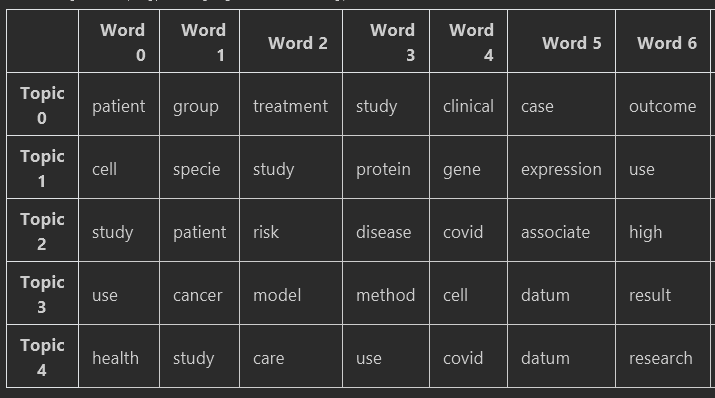 Word 0 Word 1 Word 2 Word 3 Word 4 Word 5 Word 6
Topic 0 patient group treatment study clinical case outcome
Topic 1 cell specie study protein gene expression use
Topic 2 study patient risk disease covid associate high
Topic 3 use cancer model method cell datum result
Topic 4 health study care use covid datum research